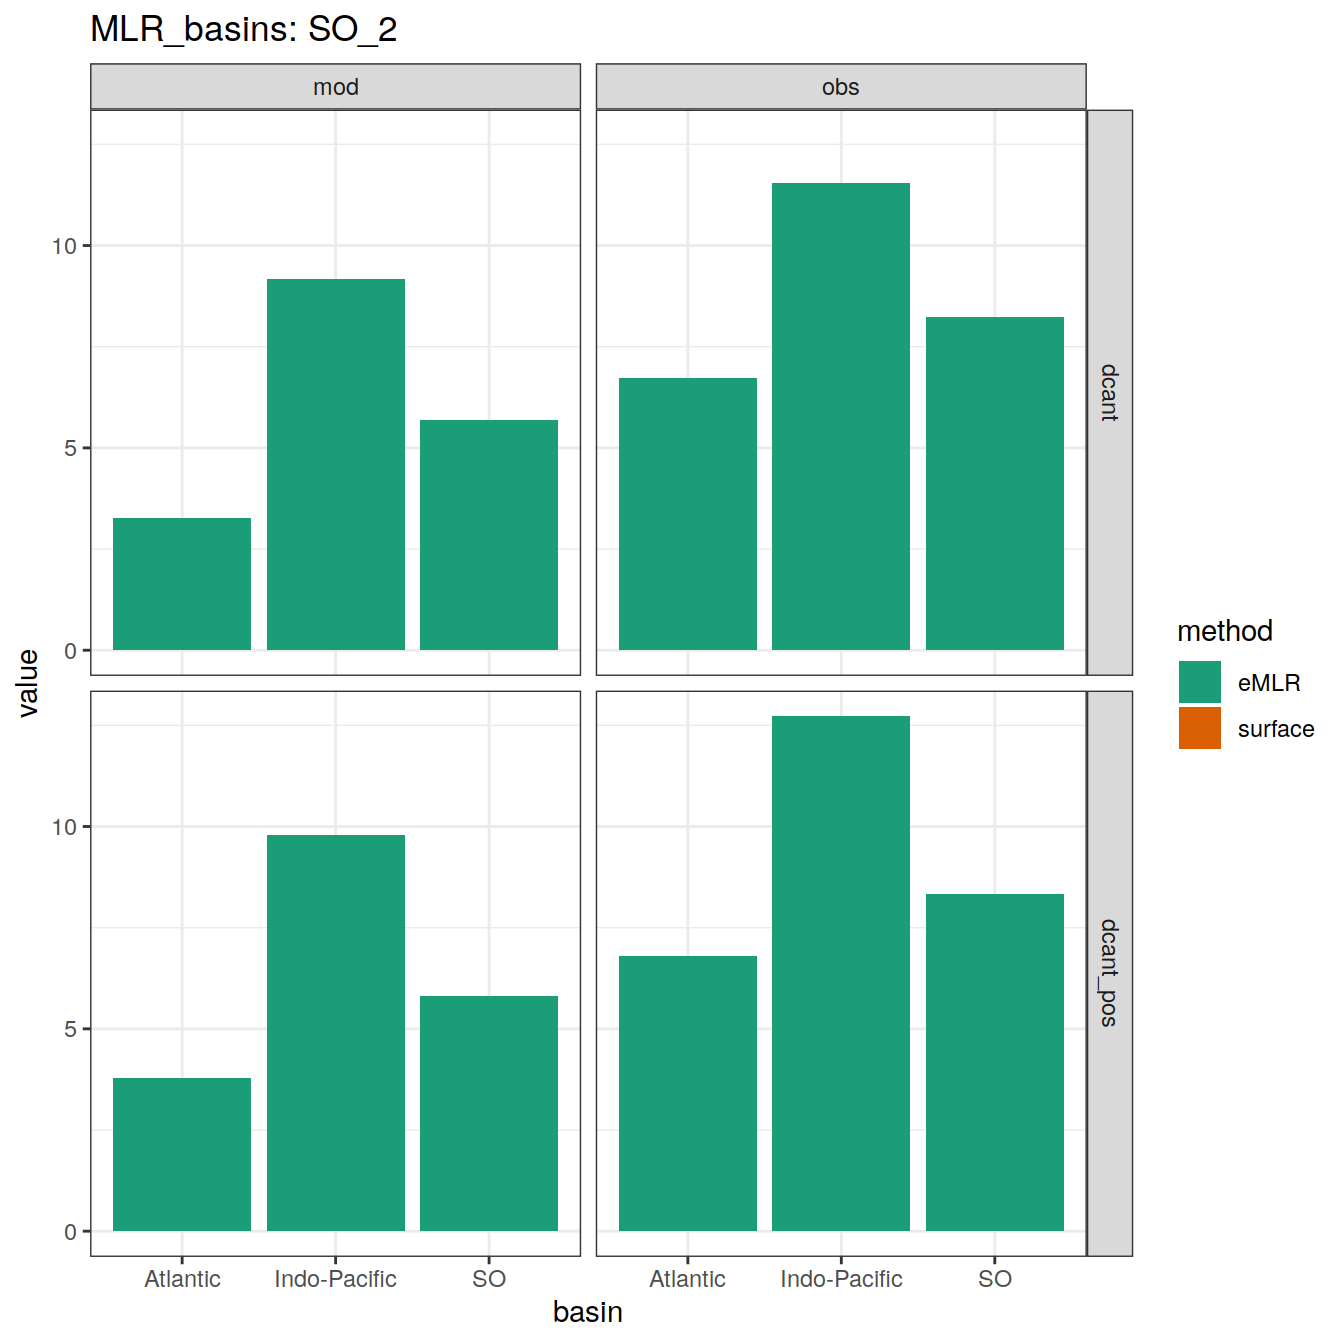 MLR_basins: SO_2
mod
obs
10
5
0
dcant
10
5
0
dcant_pos
value
Atlantic
Indo-Pacific
SO
Atlantic
Indo-Pacific
SO
basin
method
eMLR
surface